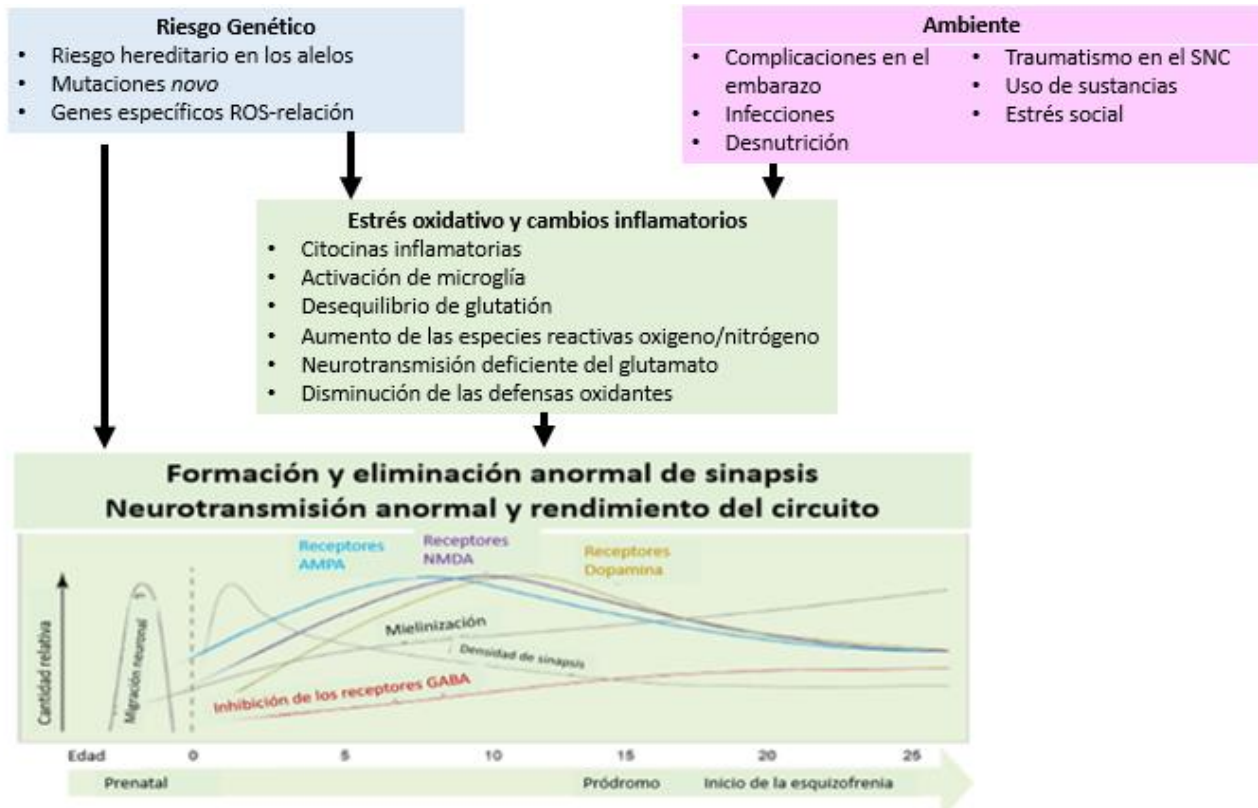 Riesgo Genético
• Riesgo hereditario en los alelos
• Mutaciones novo
• Genes específicos ROS-relación
Ambiente
• Complicaciones en el
embarazo
• Infecciones
• Desnutrición
• Traumatismo en el SNC
• Uso de sustancias
• Estrés social
Estrés oxidativo y cambios inflamatorios
• Citocinas inflamatorias
• Activación de microglía
• Desequilibrio de glutatión
• Aumento de las especies reactivas oxigeno/nitrógeno
• Neurotransmisión deficiente del glutamato
• Disminución de las defensas oxidantes
Formación y eliminación anormal de sinapsis
Neurotransmisión anormal y rendimiento del circuito
Cantidad relativa
Migración neuronal
Receptores
AMPA
Receptores
NMDA
Receptores
Dopamina
Mielinización
Densidad de sinapsis
Inhibición de los receptores GABA
Edad 0 5 10 15 20 25
Prenatal Pródromo Inicio de la esquizofrenia